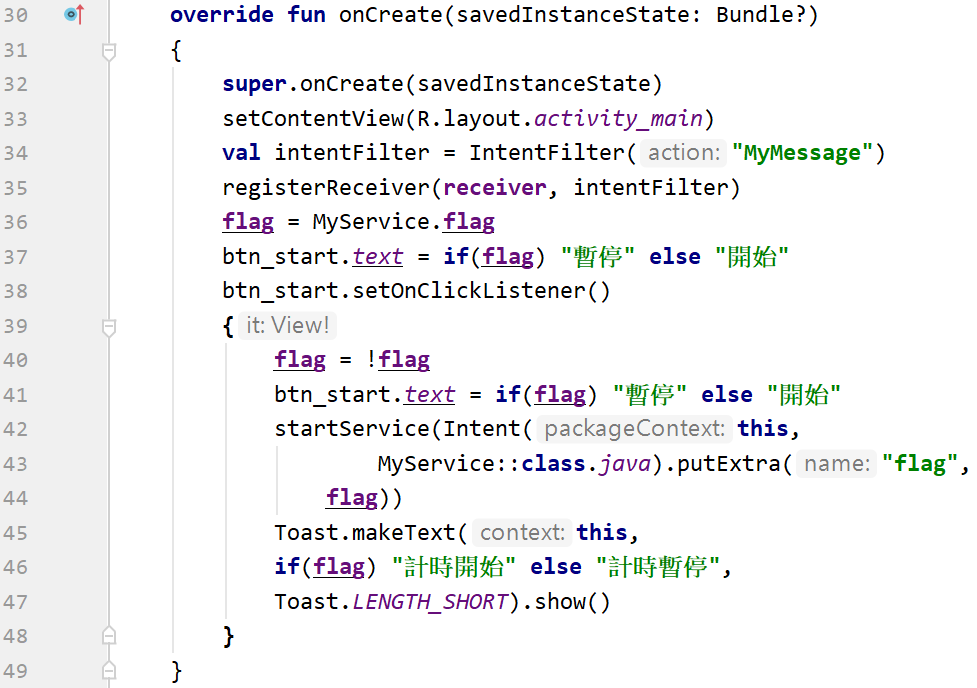 30 override fun onCreate(savedInstanceState: Bundle?)
31 {
32 super.onCreate(savedInstanceState)
33 setContentView(R.layout.activity_main)
34 val intentFilter = IntentFilter( action: "MyMessage")
35 registerReceiver(receiver, intentFilter)
36 flag = MyService.flag
37 btn_start.text = if(flag) "暫停" else "開始"
38 btn_start.setOnClickListener()
39 { it: View!
40 flag = !flag
41 btn_start.text = if(flag) "暫停" else "開始"
42 startService(Intent( packageContext: this,
43 MyService::class.java).putExtra( name: "flag",
44 flag))
45 Toast.makeText( context: this,
46 if(flag) "計時開始" else "計時暫停",
47 Toast.LENGTH_SHORT).show()
48 }
49 }